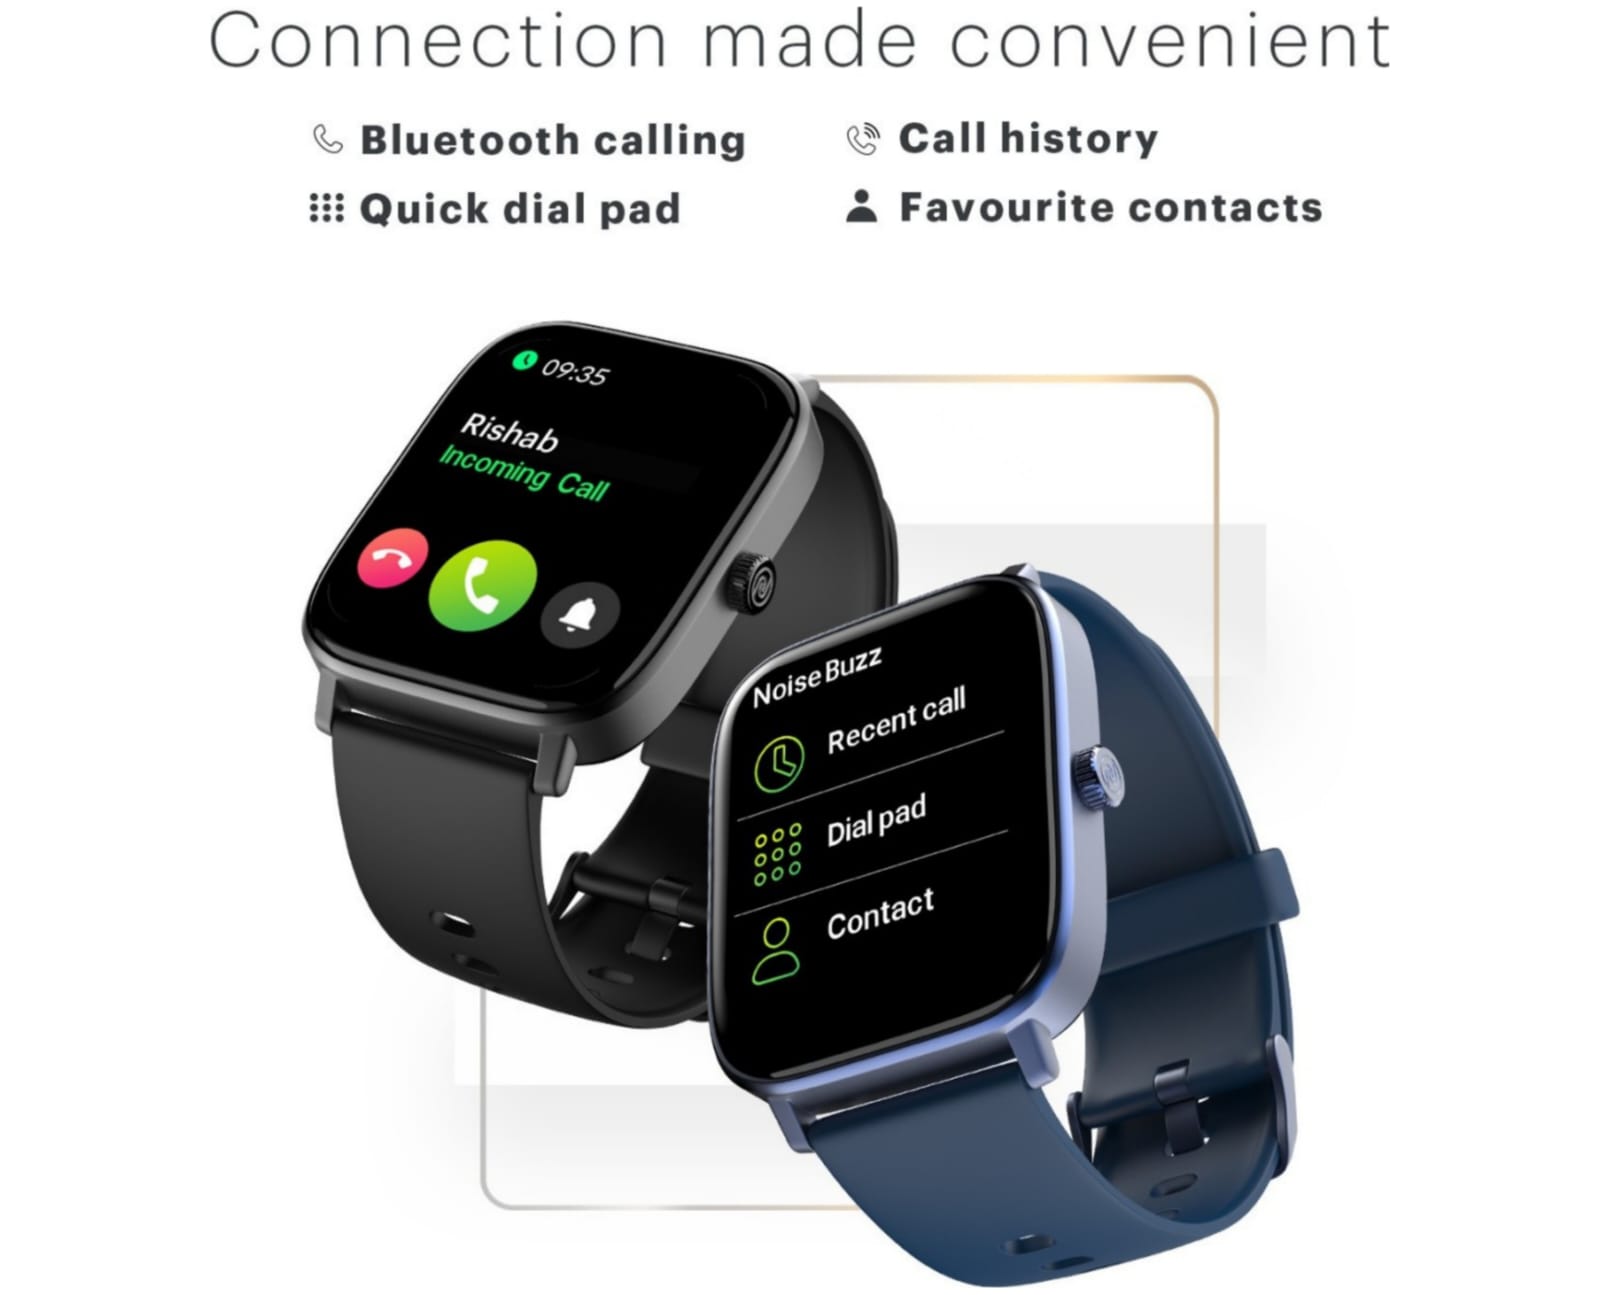 Connection made convenient
Bluetooth calling
Call history
Quick dial pad
Favourite contacts
09:35
Rishab
Incoming Call
Noise Buzz
Recent call
Dial pad
Contact